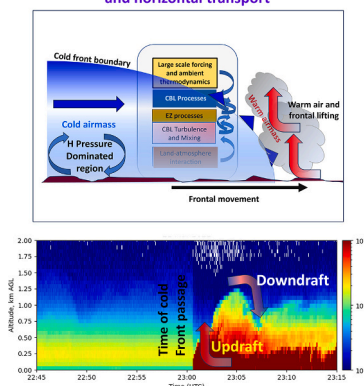 and horizontal transport
Cold front boundary
Large scale forcing
and ambient
thermodynamics
CBL Processes
EZ processes
CBL Turbulence
and Mixing
Land-atmosphere
interaction
Cold airmass
H Pressure
Dominated
region
Warm airmass
Warm air and
frontal lifting
Frontal movement
2.00
1.75
1.50
1.25
1.00
0.75
0.50
0.25
0.00
Altitude, km AGL
Time of cold
Front passage
Downdraft
Updraft
22:45
22:50
22:55
23:00
23:05
23:10
23:15
Time (UTC)